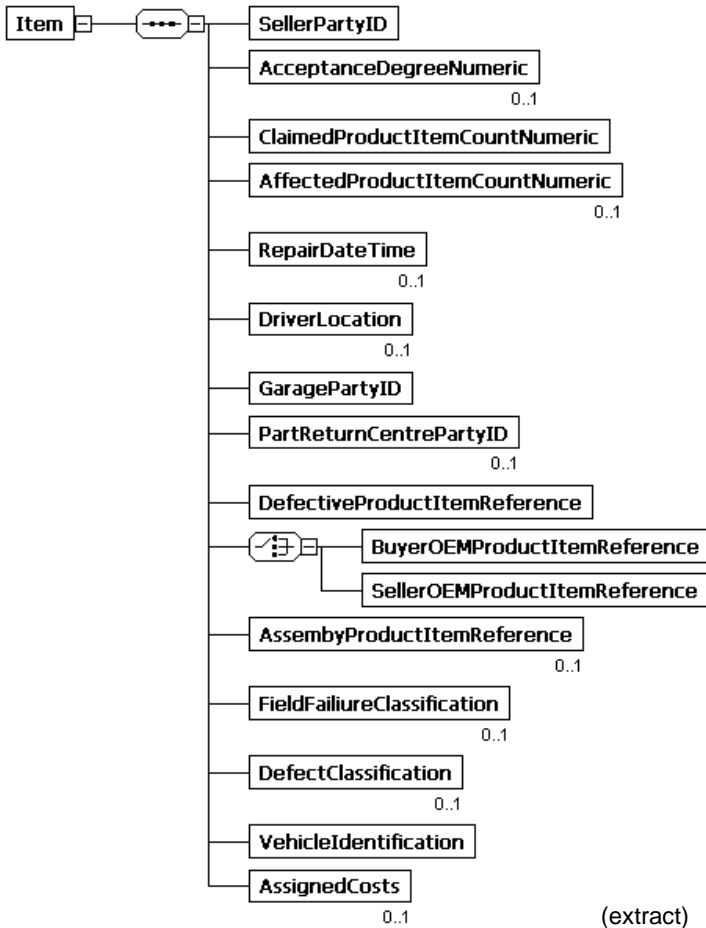 Item
SellerPartyID
AcceptanceDegreeNumeric
0..1
ClaimedProductItemCountNumeric
AffectedProductItemCountNumeric
0..1
RepairDateTime
0..1
DriverLocation
0..1
GaragePartyID
PartReturnCentrePartyID
0..1
DefectiveProductItemReference
BuyerOEMProductItemReference
SellerOEMProductItemReference
AssembyProductItemReference
0..1
FieldFailiureClassification
0..1
DefectClassification
0..1
VehicleIdentification
AssignedCosts
0..1
(extract)